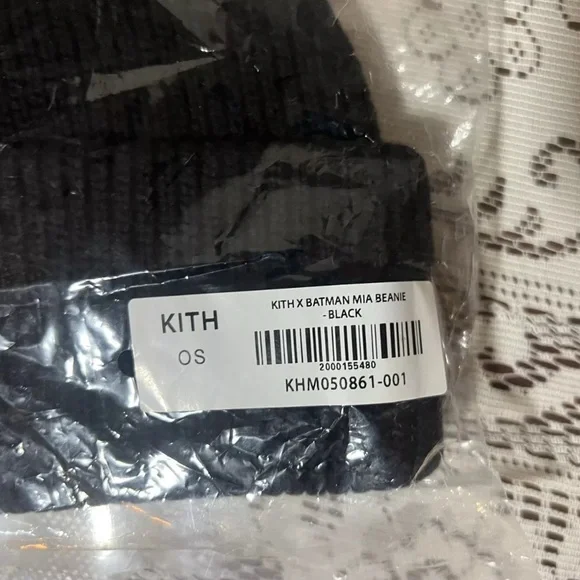 KITH
OS
KITH X BATMAN MIA BEANIE
-BLACK
2000155480
KHM050861-001